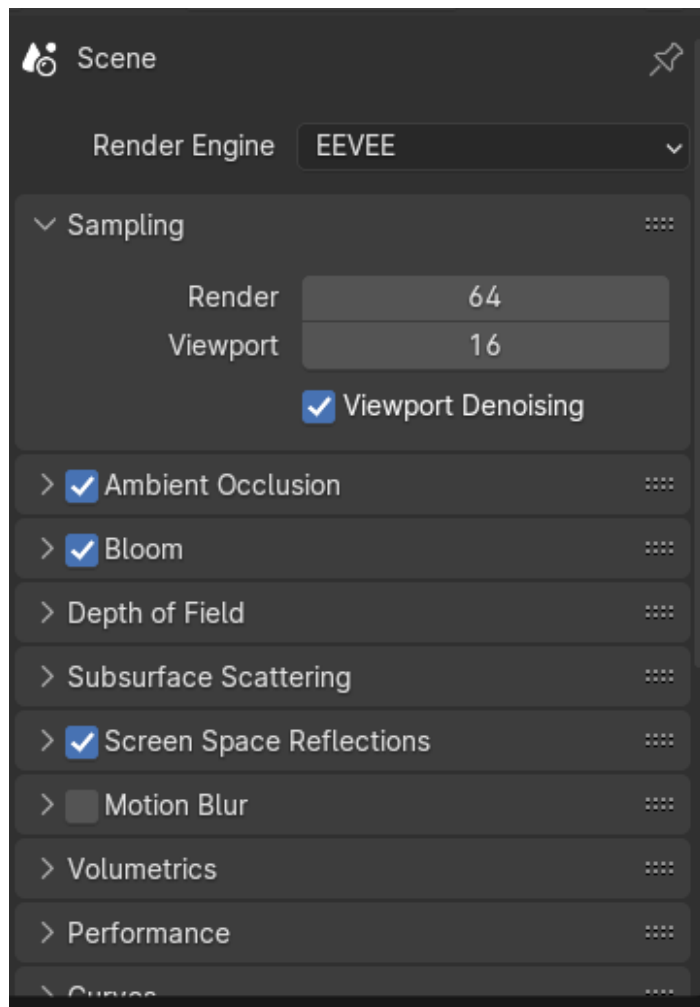 Scene
Render Engine EEVEE
Sampling
Render 64
Viewport 16
Viewport Denoising
Ambient Occlusion
Bloom
Depth of Field
Subsurface Scattering
Screen Space Reflections
Motion Blur
Volumetrics
Performance
Curves